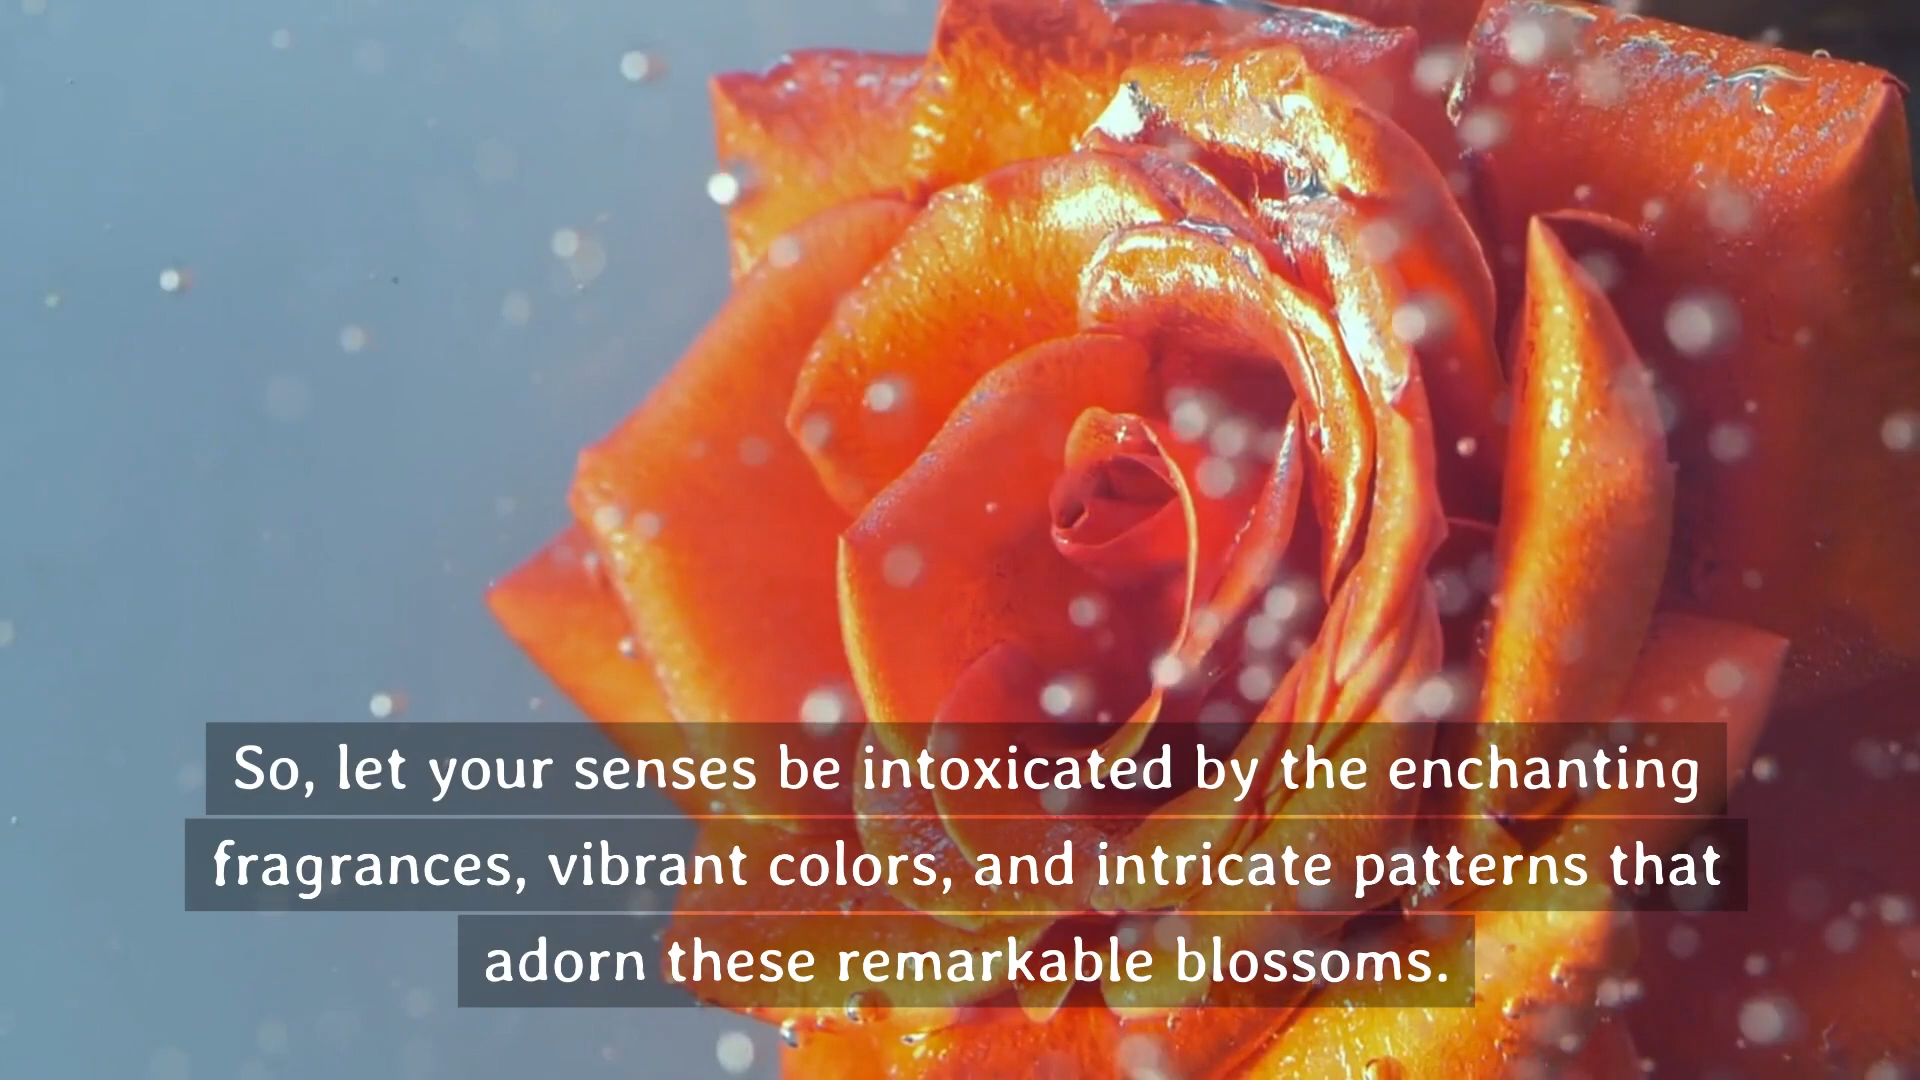 So, let your senses be intoxicated by the enchanting
fragrances, vibrant colors, and intricate patterns that
adorn these remarkable blossoms.